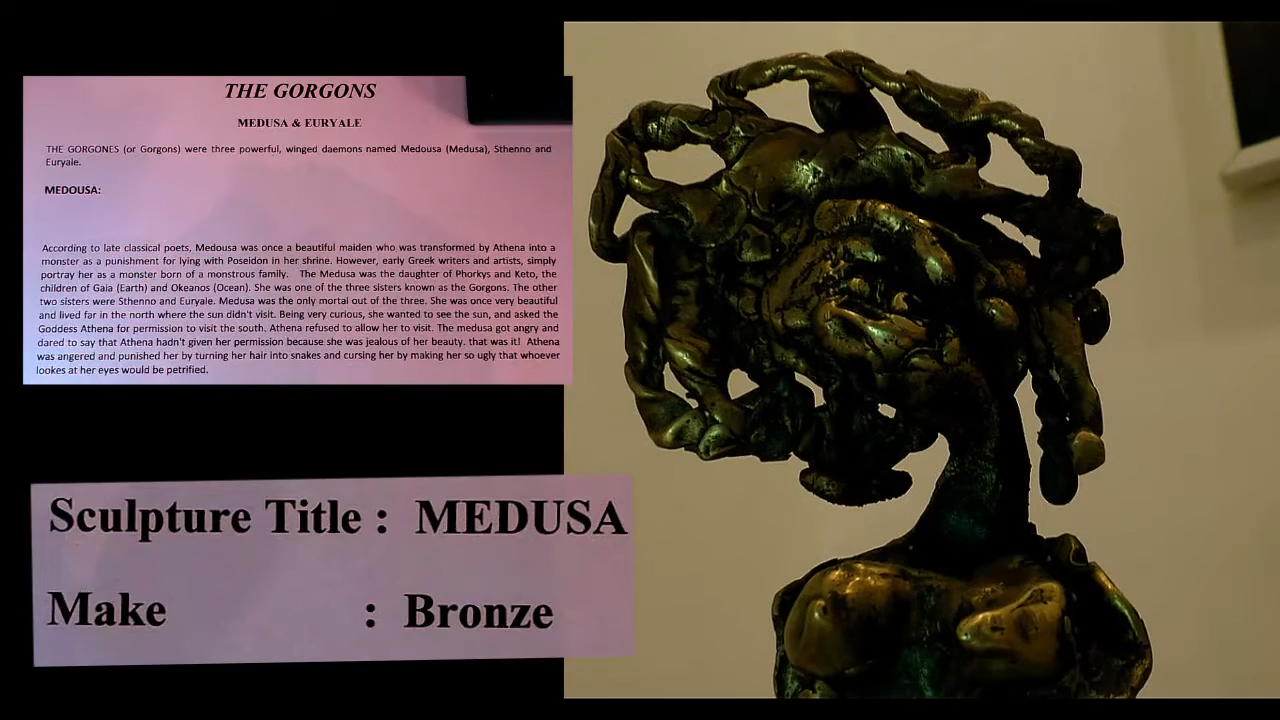 THE GORGONS
MEDUSA & EURYALE
THE GORGONES (or Gorgons) were three powerful, winged daemons named Medousa (Medusa), Sthenno and
Euryale.
MEDOUSA:
According to late classical poets, Medousa was once a beautiful maiden who was transformed by Athena into a
monster as a punishment for lying with Poseidon in her shrine. However, early Greek writers and artists, simply
portray her as a monster born of a monstrous family. The Medusa was the daughter of Phorkys and Keto, the
children of Gaia (Earth) and Okeanos (Ocean). She was one of the three sisters known as the Gorgons. The other
two sisters were Sthenno and Euryale. Medusa was the only mortal out of the three. She was once very beautiful
and lived far in the north where the sun didn't visit. Being very curious, she wanted to see the sun, and asked the
Goddess Athena for permission to visit the south. Athena refused to allow her to visit. The medusa got angry and
dared to say that Athena hadn't given her permission because she was jealous of her beauty. that was it! Athena
was angered and punished her by turning her hair into snakes and cursing her by making her so ugly that whoever
lookes at her eyes would be petrified.
Sculpture Title : MEDUSA
Make : Bronze